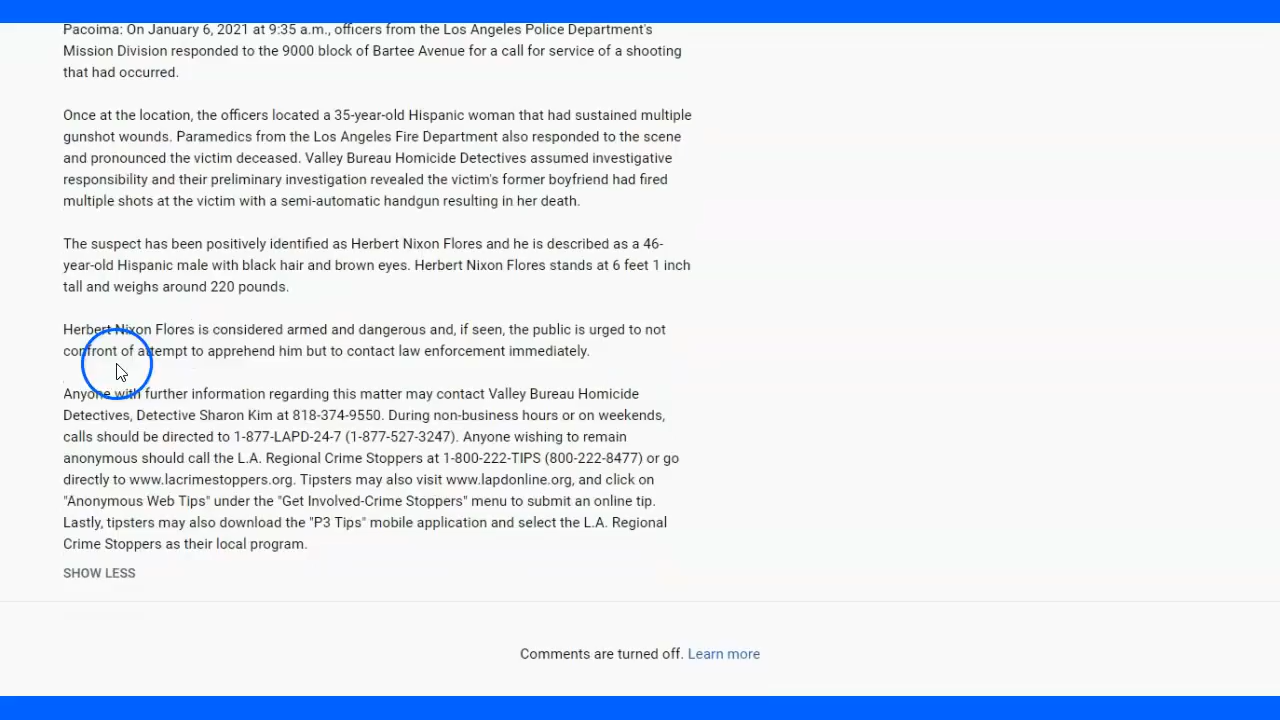 Pacoima: On January 6, 2021 at 9:35 a.m., officers from the Los Angeles Police Department's
Mission Division responded to the 9000 block of Bartee Avenue for a call for service of a shooting
that had occurred.
Once at the location, the officers located a 35-year-old Hispanic woman that had sustained multiple
gunshot wounds. Paramedics from the Los Angeles Fire Department also responded to the scene
and pronounced the victim deceased. Valley Bureau Homicide Detectives assumed investigative
responsibility and their preliminary investigation revealed the victim's former boyfriend had fired
multiple shots at the victim with a semi-automatic handgun resulting in her death.
The suspect has been positively identified as Herbert Nixon Flores and he is described as a 46-
year-old Hispanic male with black hair and brown eyes. Herbert Nixon Flores stands at 6 feet 1 inch
tall and weighs around 220 pounds.
Herbert Nixon Flores is considered armed and dangerous and, if seen, the public is urged to not
confront of attempt to apprehend him but to contact law enforcement immediately.
Anyone with further information regarding this matter may contact Valley Bureau Homicide
Detectives, Detective Sharon Kim at 818-374-9550. During non-business hours or on weekends,
calls should be directed to 1-877-LAPD-24-7 (1-877-527-3247). Anyone wishing to remain
anonymous should call the L.A. Regional Crime Stoppers at 1-800-222-TIPS (800-222-8477) or go
directly to www.lacrimestoppers.org. Tipsters may also visit www.lapdonline.org, and click on
"Anonymous Web Tips" under the "Get Involved-Crime Stoppers" menu to submit an online tip.
Lastly, tipsters may also download the "P3 Tips" mobile application and select the L.A. Regional
Crime Stoppers as their local program.
SHOW LESS
Comments are turned off. Learn more